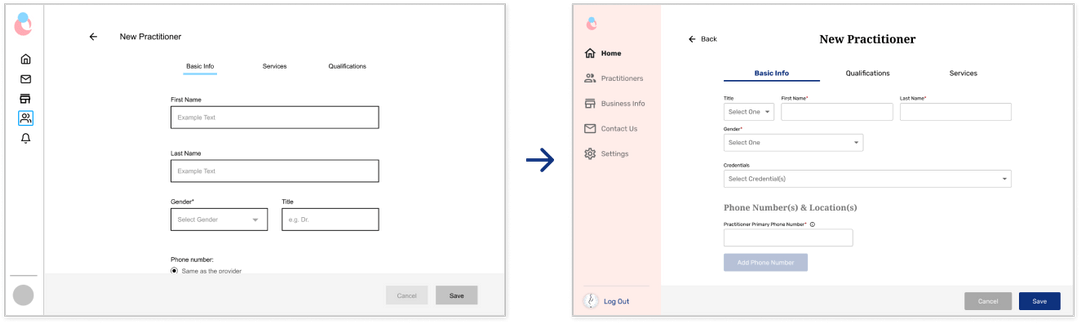 New Practitioner
Basic Info Services Qualifications
First Name
Example Text
Last Name
Example Text
Gender* Title
Select Gender e.g. Dr.
Phone number:
Same as the provider
Cancel Save
Back New Practitioner
Home
Practitioners
Business Info
Contact Us
Settings
Log Out
Basic Info Qualifications Services
Title First Name* Last Name*
Select One
Gender*
Select One
Credentials
Select Credential(s)
Phone Number(s) & Location(s)
Practitioner Primary Phone Number*
Add Phone Number
Cancel Save